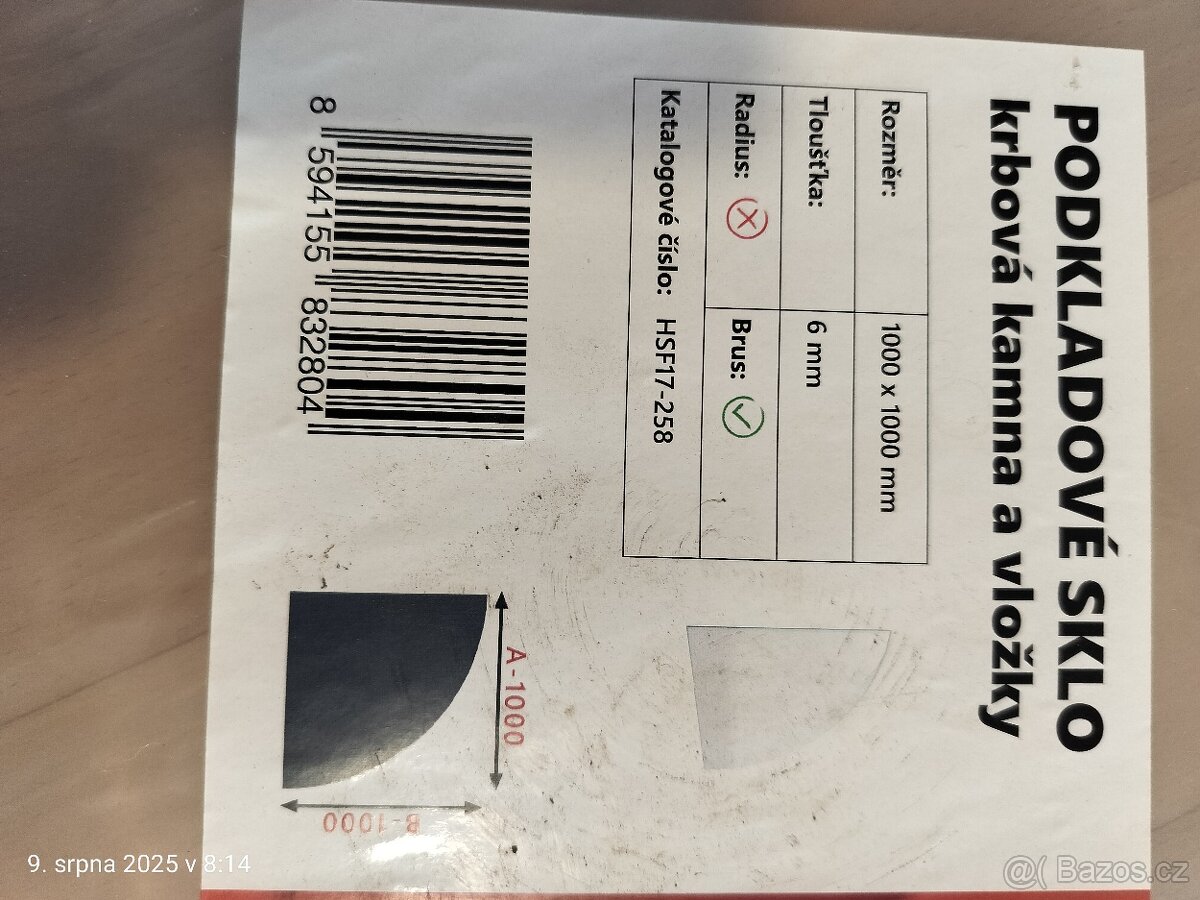 PODKLADOVÉ SKLO
krbová kamna a vložky
Rozměr: 1000 x 1000 mm
Tloušťka: 6 mm
Radius: Brus:
Katalogové číslo: HSF17-258
8 594155 832804
A-1000
B-1000
9. srpna 2025 v 8:14
@( Bazos.cz